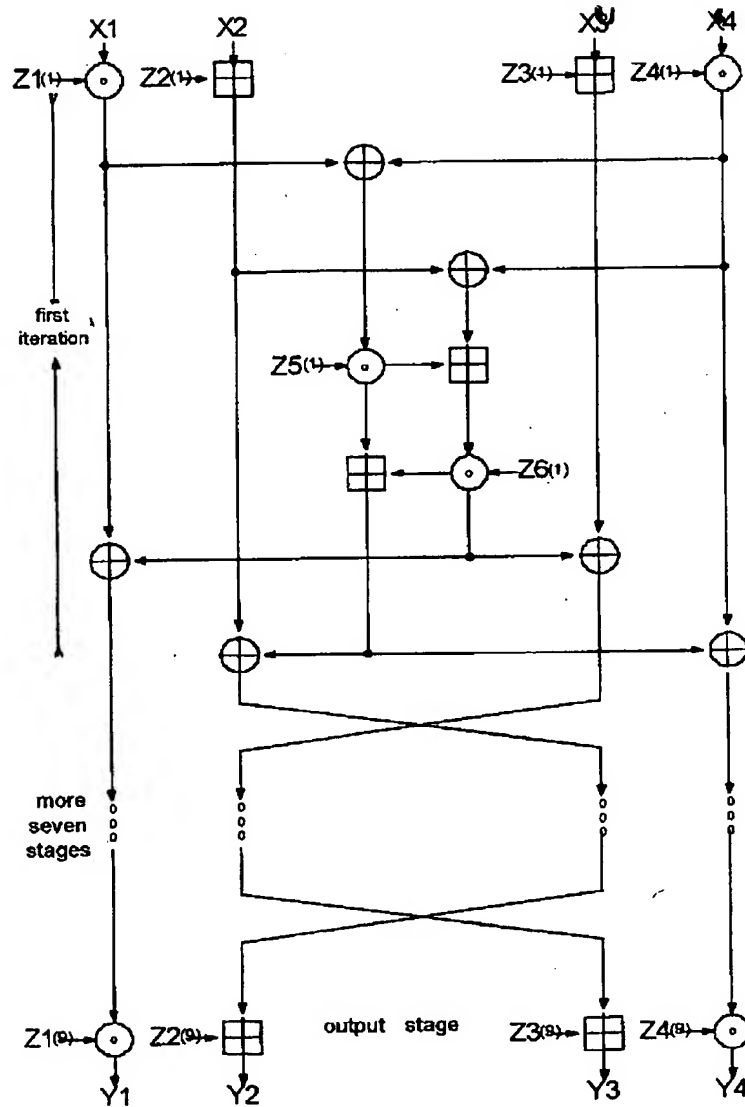 X1 X2 X3 X4
Z1(1) Z2(1) Z3(1) Z4(1)
first
iteration
Z5(1)
Z6(1)
more
seven
stages
output stage
Z1(9) Z2(9) Z3(9) Z4(9)
Y1 Y2 Y3 Y4